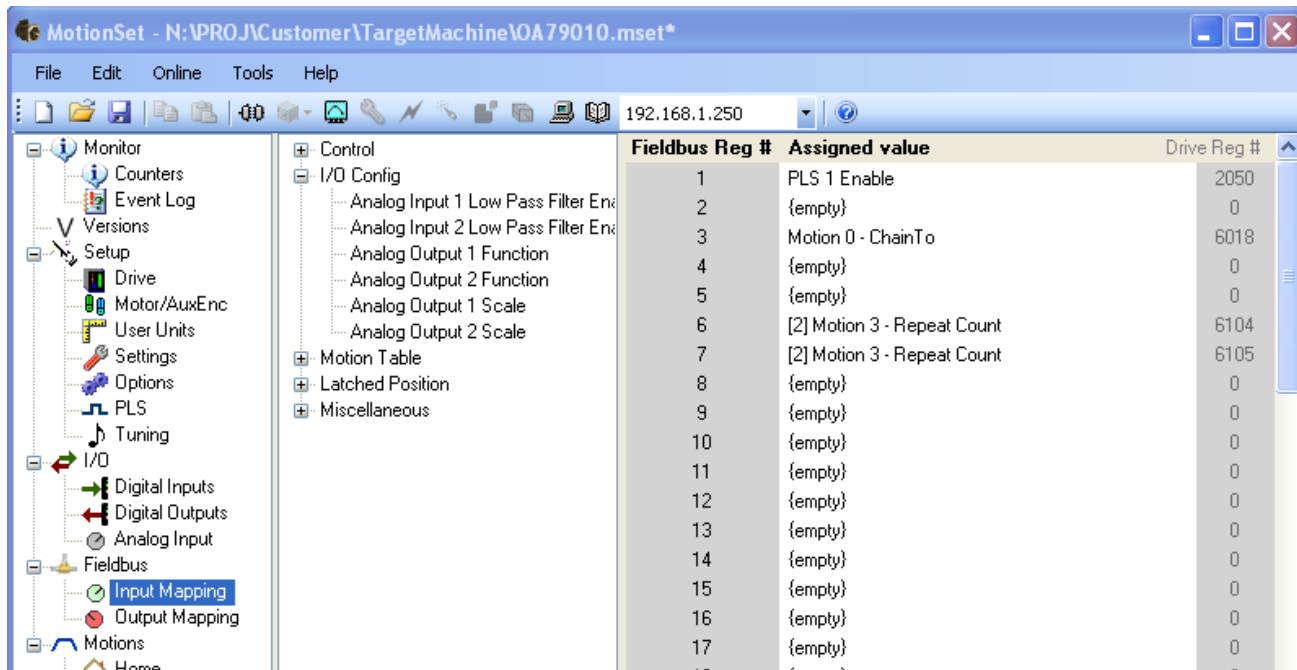 MotionSet - N:\PROJ\Customer\TargetMachine\OA79010.mset*
File Edit Online Tools Help
192.168.1.250
Monitor
Counters
Event Log
Versions
Setup
Drive
Motor/AuxEnc
User Units
Settings
Options
PLS
Tuning
I/O
Digital Inputs
Digital Outputs
Analog Input
Fieldbus
Input Mapping
Output Mapping
Motions
Home
Control
I/O Config
Analog Input 1 Low Pass Filter Ena
Analog Input 2 Low Pass Filter Ena
Analog Output 1 Function
Analog Output 2 Function
Analog Output 1 Scale
Analog Output 2 Scale
Motion Table
Latched Position
Miscellaneous
Fieldbus Reg # Assigned value Drive Reg #
1 PLS 1 Enable 2050
2 {empty} 0
3 Motion 0 - ChainTo 6018
4 {empty} 0
5 {empty} 0
6 [2] Motion 3 - Repeat Count 6104
7 [2] Motion 3 - Repeat Count 6105
8 {empty} 0
9 {empty} 0
10 {empty} 0
11 {empty} 0
12 {empty} 0
13 {empty} 0
14 {empty} 0
15 {empty} 0
16 {empty} 0
17 {empty} 0